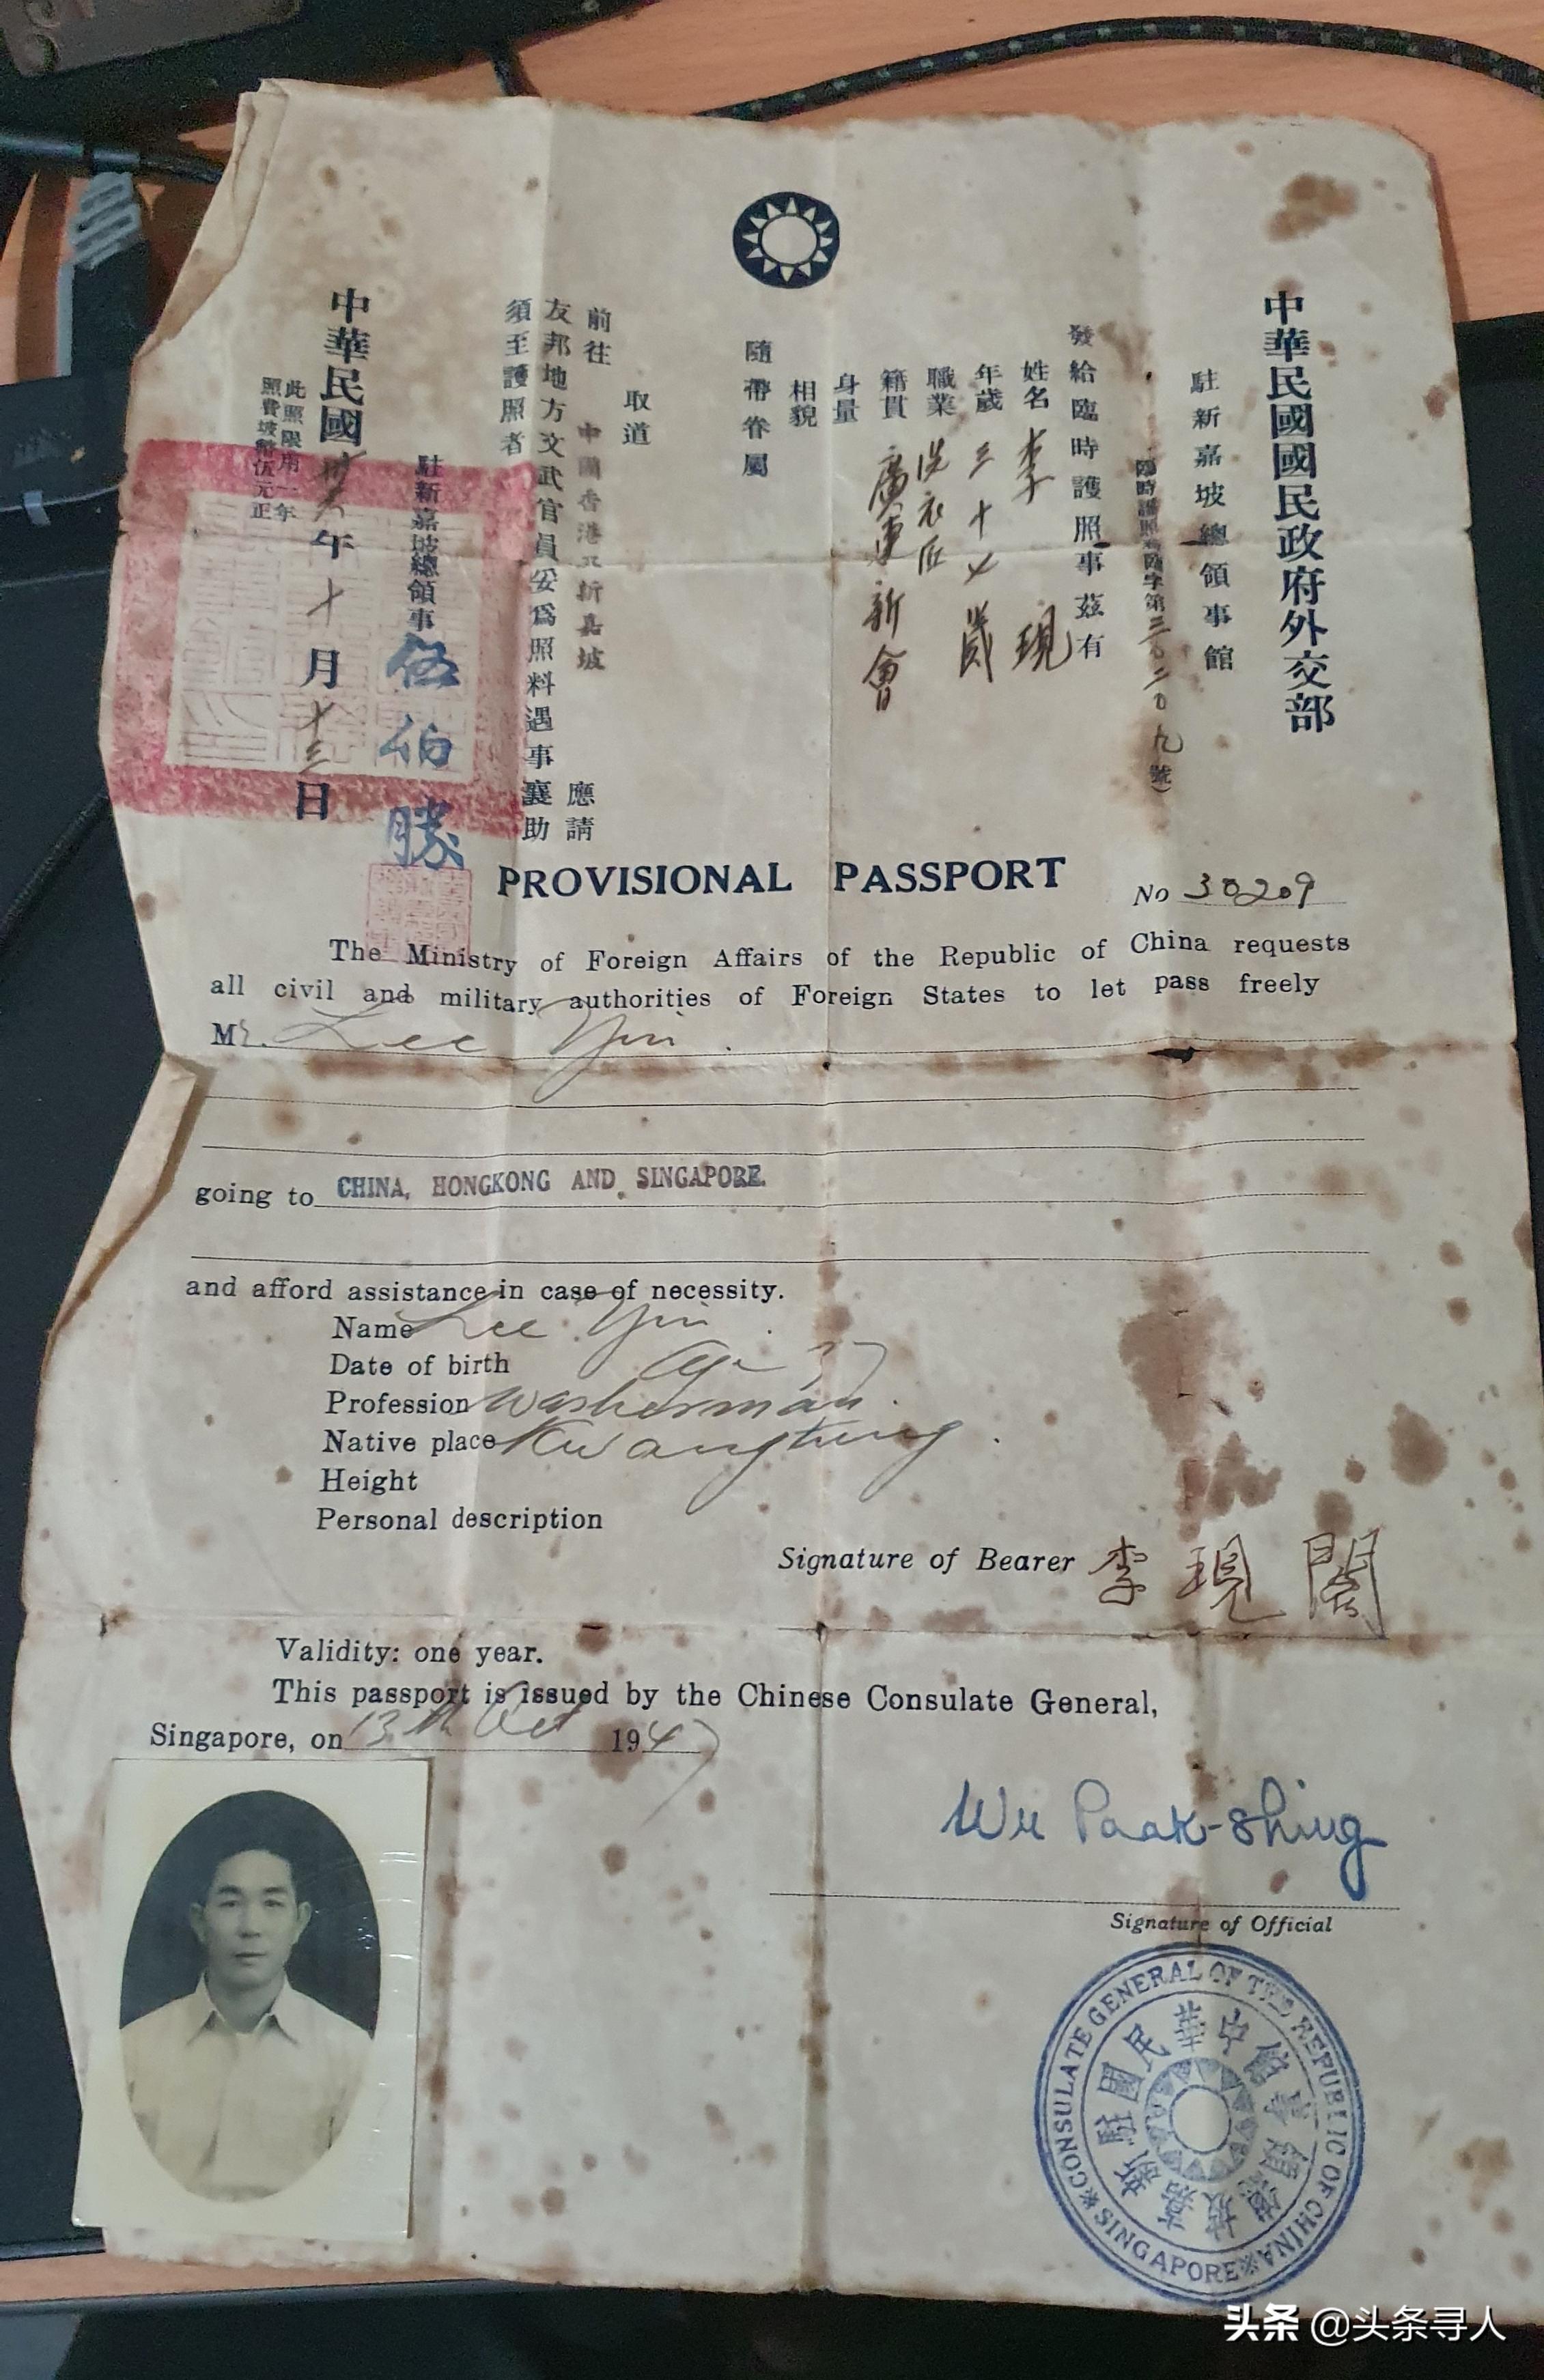 中華民國國民政府外交部
駐新嘉坡總領事館
臨時護照 臨字第三〇二〇九號)
發給臨時護照事茲有
姓名 李現
年歲 三十七歲
職業 洗衣
籍貫 廣東新會
身量
相貌
隨帶眷屬
取道
前往 中國香港 新嘉坡 應請
友邦地方文武官員妥爲照料遇事襄助
須至護照者
駐新嘉坡總領事 伍伯勝
中華民國卅六年十月十三日
此照限用一年
照費坡幣伍元正
PROVISIONAL PASSPORT
No 30209
The Ministry of Foreign Affairs of the Republic of China requests
all civil and military authorities of Foreign States to let pass freely
Mr. Lee Yin .
going to CHINA, HONGKONG AND SINGAPORE.
and afford assistance in case of necessity.
Name Lee Yin .
Date of birth Age 37
Profession Washerman.
Native place Kwangtung .
Height
Personal description
Signature of Bearer 李現閣
Validity: one year.
This passport is issued by the Chinese Consulate General,
Singapore, on 13th Oct 1947
Wu Paak-shing
Signature of Official
※CONSULATE GENERAL OF THE REPUBLIC OF CHINA※
SINGAPORE
中華民國駐新嘉坡總領事館
头条 @头条寻人